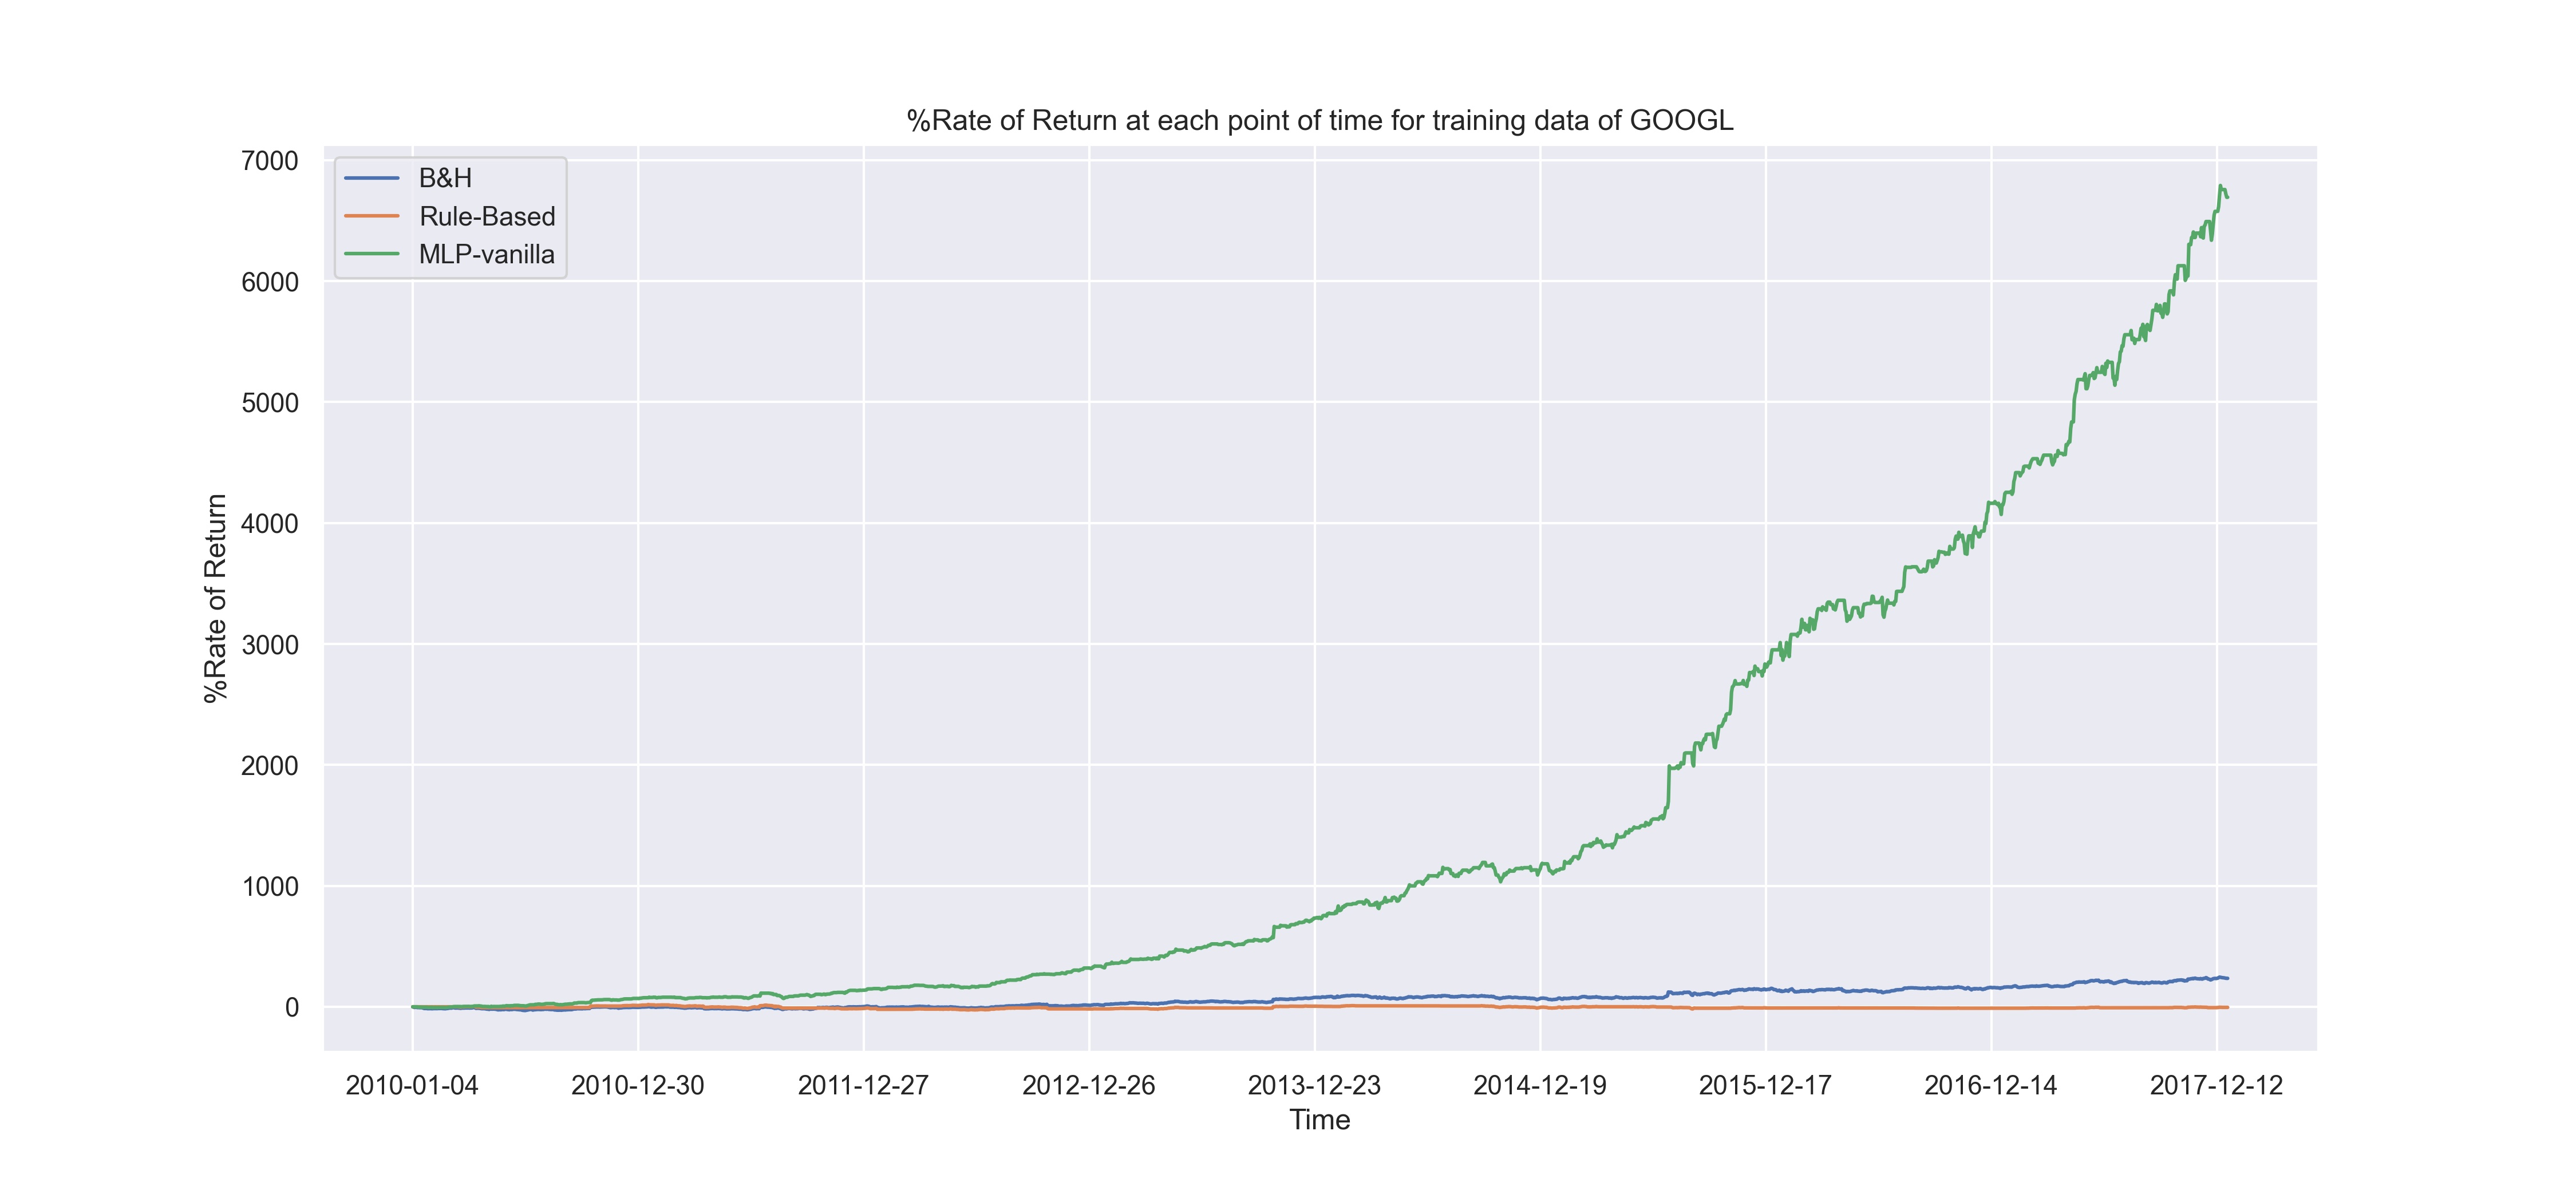 %Rate of Return at each point of time for training data of GOOGL
B&H
Rule-Based
MLP-vanilla
7000
6000
5000
4000
3000
2000
1000
0
%Rate of Return
2010-01-04 2010-12-30 2011-12-27 2012-12-26 2013-12-23 2014-12-19 2015-12-17 2016-12-14 2017-12-12
Time